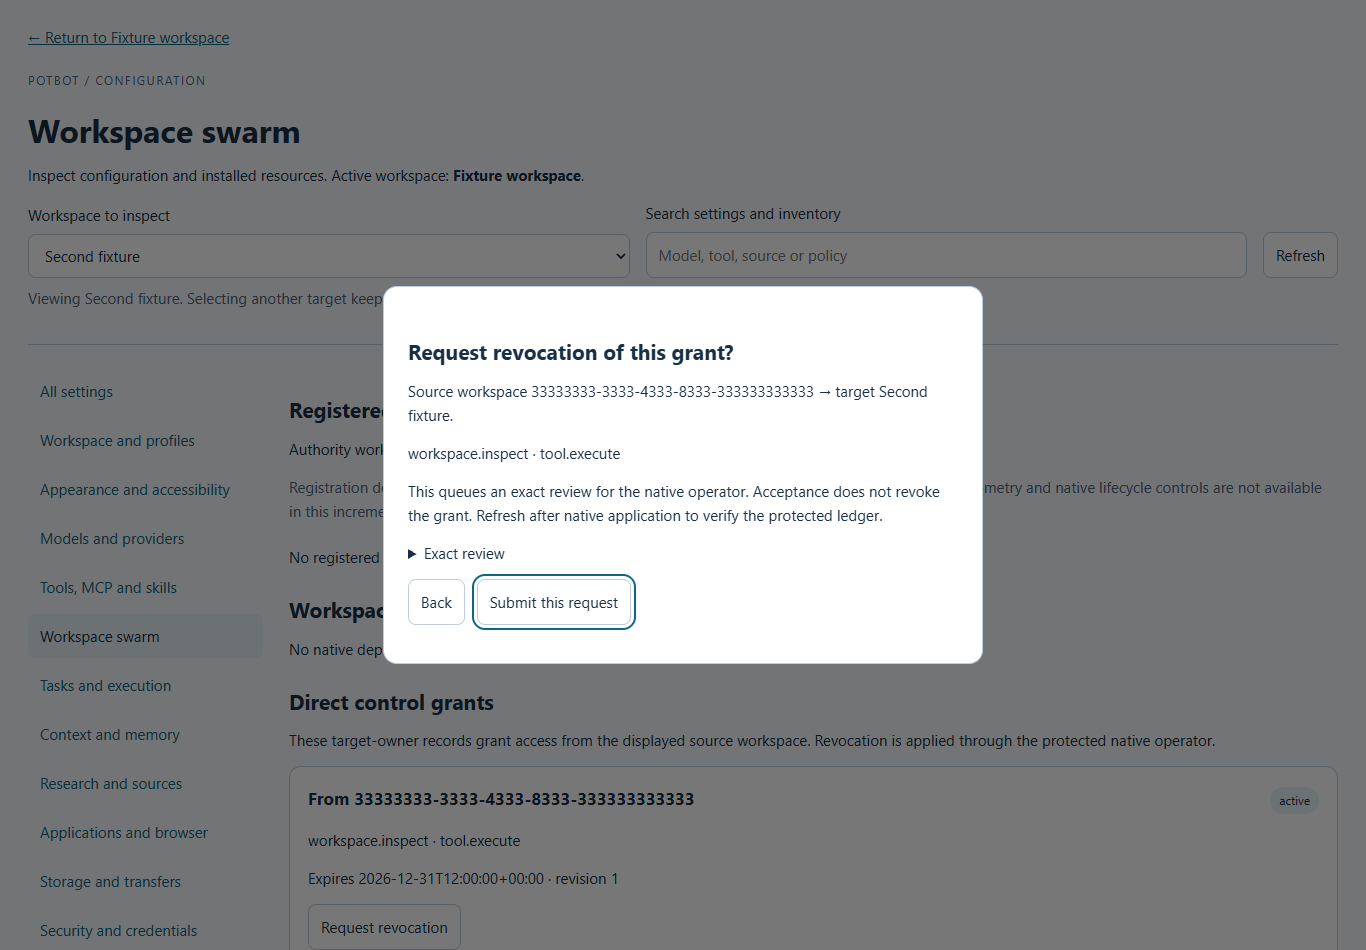 ← Return to Fixture workspace
POTBOT / CONFIGURATION
Workspace swarm
Inspect configuration and installed resources. Active workspace: Fixture workspace.
Workspace to inspect
Search settings and inventory
Second fixture
Model, tool, source or policy
Refresh
Viewing Second fixture. Selecting another target keep
Request revocation of this grant?
Source workspace 33333333-3333-4333-8333-333333333333 → target Second
fixture.
workspace.inspect · tool.execute
This queues an exact review for the native operator. Acceptance does not revoke
the grant. Refresh after native application to verify the protected ledger.
Exact review
Back
Submit this request
All settings
Workspace and profiles
Appearance and accessibility
Models and providers
Tools, MCP and skills
Workspace swarm
Tasks and execution
Context and memory
Research and sources
Applications and browser
Storage and transfers
Security and credentials
Registere
Authority work
Registration de
metry and native lifecycle controls are not available
in this increme
No registered
Workspac
No native dep
Direct control grants
These target-owner records grant access from the displayed source workspace. Revocation is applied through the protected native operator.
From 33333333-3333-4333-8333-333333333333
active
workspace.inspect · tool.execute
Expires 2026-12-31T12:00:00+00:00 · revision 1
Request revocation